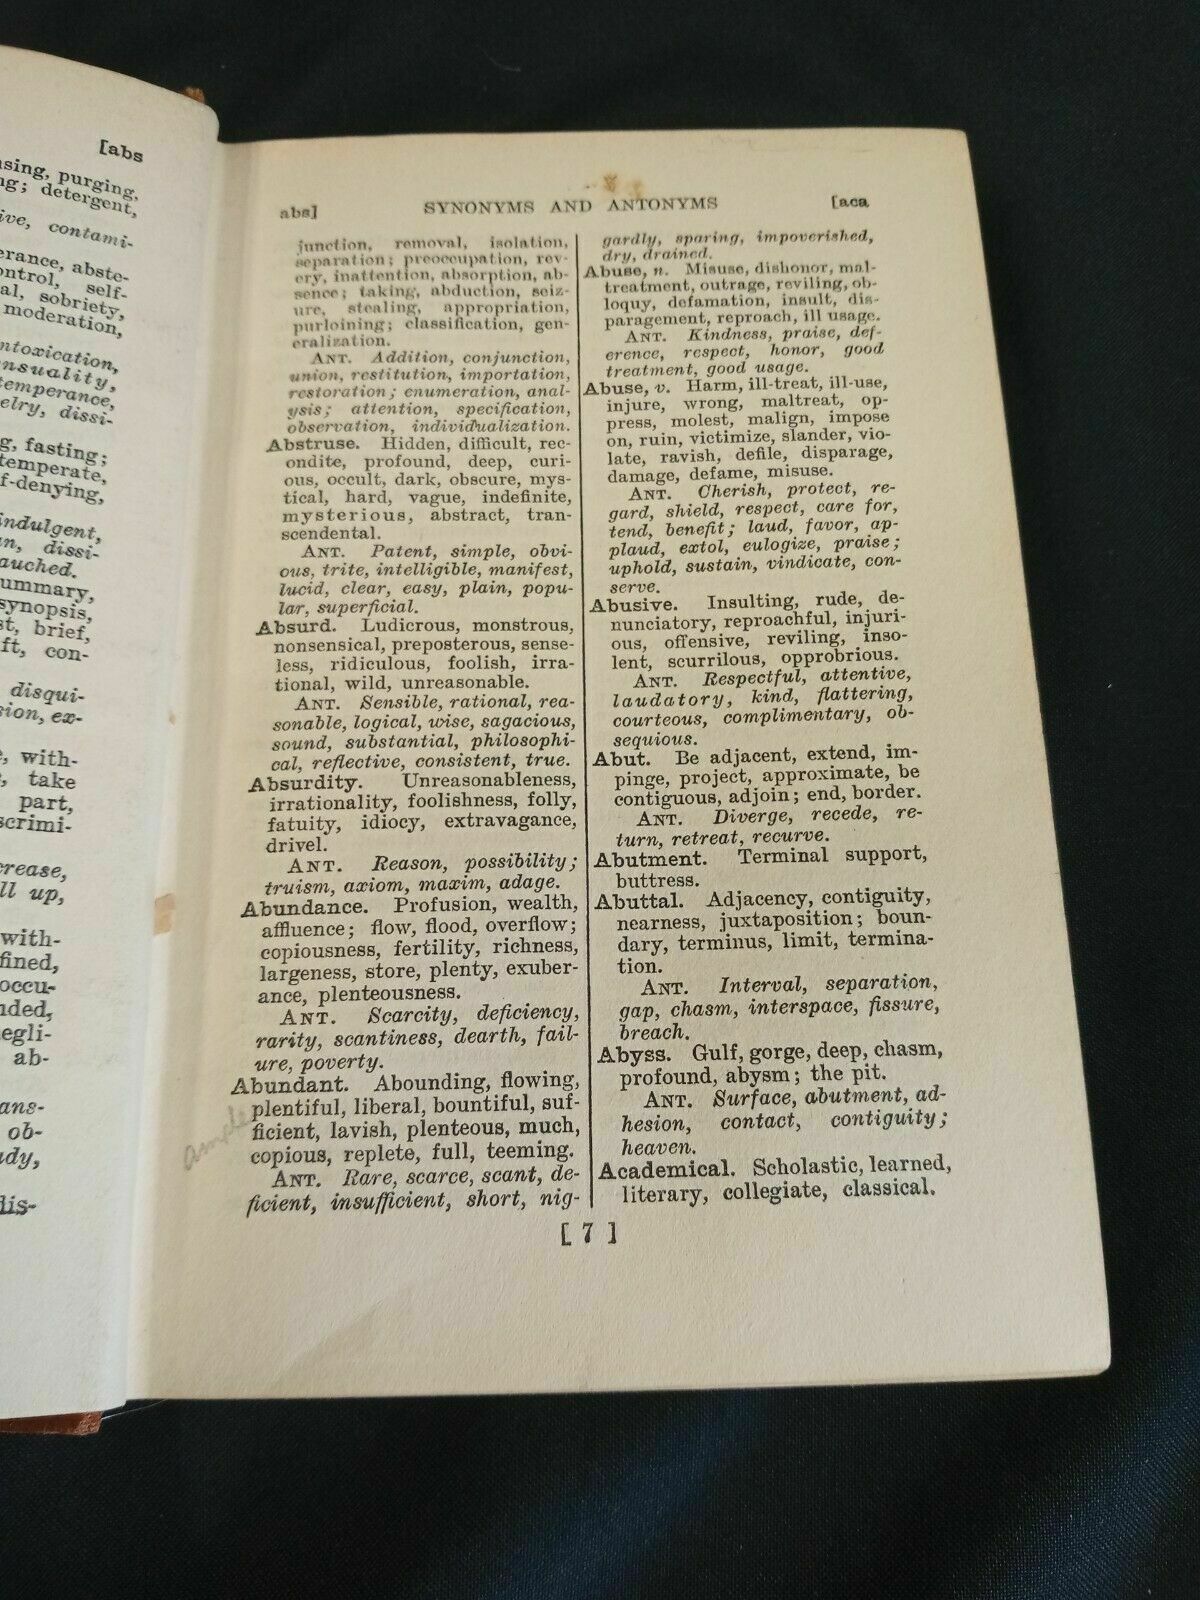 [abs
sing, purging,
ng; detergent,
ive, contami-
erance, abste-
ontrol, self-
al, sobriety,
moderation,
ntoxication,
nsuality,
temperance,
elry, dissi-
g, fasting;
temperate,
f-denying,
indulgent,
n, dissi-
auched.
ummary,
synopsis,
st, brief,
ft, con-
disqui-
sion, ex-
e, with-
, take
part,
scrimi-
crease,
ll up,
with-
fined,
occu-
nded,
egli-
ab-
ans-
ob-
ady,
dis-
abs]
SYNONYMS AND ANTONYMS
[aca
junction, removal, isolation,
separation; preoccupation, rev-
ery, inattention, absorption, ab-
sence; taking, abduction, seiz-
ure, stealing, appropriation,
purloining; classification, gen-
eralization.
ANT. Addition, conjunction,
union, restitution, importation,
restoration; enumeration, anal-
ysis; attention, specification,
observation, individualization.
Abstruse. Hidden, difficult, rec-
ondite, profound, deep, curi-
ous, occult, dark, obscure, mys-
tical, hard, vague, indefinite,
mysterious, abstract, tran-
scendental.
ANT. Patent, simple, obvi-
ous, trite, intelligible, manifest,
lucid, clear, easy, plain, popu-
lar, superficial.
Absurd. Ludicrous, monstrous,
nonsensical, preposterous, sense-
less, ridiculous, foolish, irra-
tional, wild, unreasonable.
ANT. Sensible, rational, rea-
sonable, logical, wise, sagacious,
sound, substantial, philosophi-
cal, reflective, consistent, true.
Absurdity. Unreasonableness,
irrationality, foolishness, folly,
fatuity, idiocy, extravagance,
drivel.
ANT. Reason, possibility;
truism, axiom, maxim, adage.
Abundance. Profusion, wealth,
affluence; flow, flood, overflow;
copiousness, fertility, richness,
largeness, store, plenty, exuber-
ance, plenteousness.
ANT. Scarcity, deficiency,
rarity, scantiness, dearth, fail-
ure, poverty.
Abundant. Abounding, flowing,
plentiful, liberal, bountiful, suf-
ficient, lavish, plenteous, much,
copious, replete, full, teeming.
ANT. Rare, scarce, scant, de-
ficient, insufficient, short, nig-
ample
gardly, sparing, impoverished,
dry, drained.
Abuse, n. Misuse, dishonor, mal-
treatment, outrage, reviling, ob-
loquy, defamation, insult, dis-
paragement, reproach, ill usage.
ANT. Kindness, praise, def-
erence, respect, honor, good
treatment, good usage.
Abuse, v. Harm, ill-treat, ill-use,
injure, wrong, maltreat, op-
press, molest, malign, impose
on, ruin, victimize, slander, vio-
late, ravish, defile, disparage,
damage, defame, misuse.
ANT. Cherish, protect, re-
gard, shield, respect, care for,
tend, benefit; laud, favor, ap-
plaud, extol, eulogize, praise;
uphold, sustain, vindicate, con-
serve.
Abusive. Insulting, rude, de-
nunciatory, reproachful, injuri-
ous, offensive, reviling, inso-
lent, scurrilous, opprobrious.
ANT. Respectful, attentive,
laudatory, kind, flattering,
courteous, complimentary, ob-
sequious.
Abut. Be adjacent, extend, im-
pinge, project, approximate, be
contiguous, adjoin; end, border.
ANT. Diverge, recede, re-
turn, retreat, recurve.
Abutment. Terminal support,
buttress.
Abuttal. Adjacency, contiguity,
nearness, juxtaposition; boun-
dary, terminus, limit, termina-
tion.
ANT. Interval, separation,
gap, chasm, interspace, fissure,
breach.
Abyss. Gulf, gorge, deep, chasm,
profound, abysm; the pit.
ANT. Surface, abutment, ad-
hesion, contact, contiguity;
heaven.
Academical. Scholastic, learned,
literary, collegiate, classical.
[ 7 ]